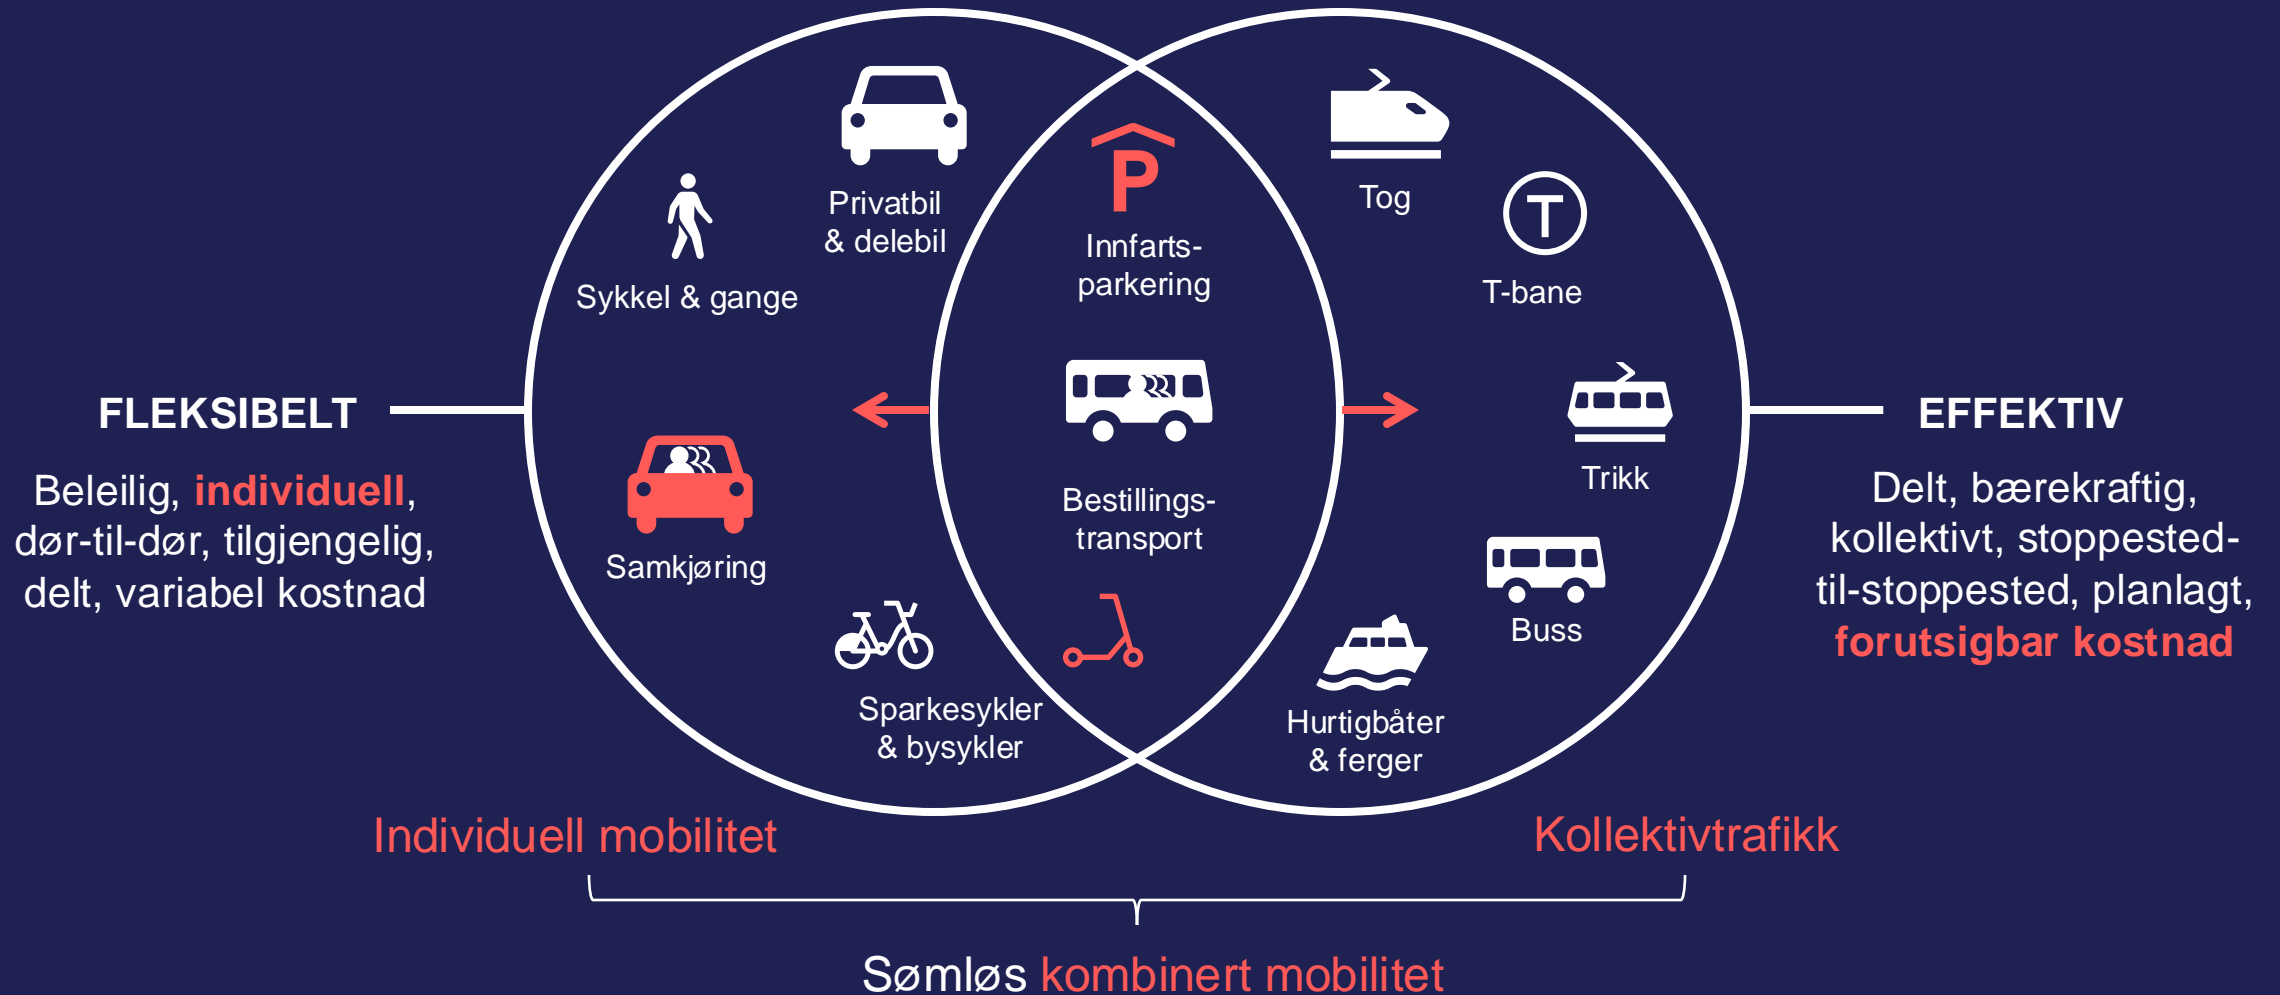 Privatbil
& delebil
Sykkel & gange
Samkjøring
Sparkesykler
& bysykler
P
Innfarts-
parkering
Bestillings-
transport
Tog
T
T-bane
Trikk
Buss
Hurtigbåter
& ferger
FLEKSIBELT
Beleilig, individuell,
dør-til-dør, tilgjengelig,
delt, variabel kostnad
EFFEKTIV
Delt, bærekraftig,
kollektivt, stoppested-
til-stoppested, planlagt,
forutsigbar kostnad
Individuell mobilitet
Kollektivtrafikk
Sømløs kombinert mobilitet